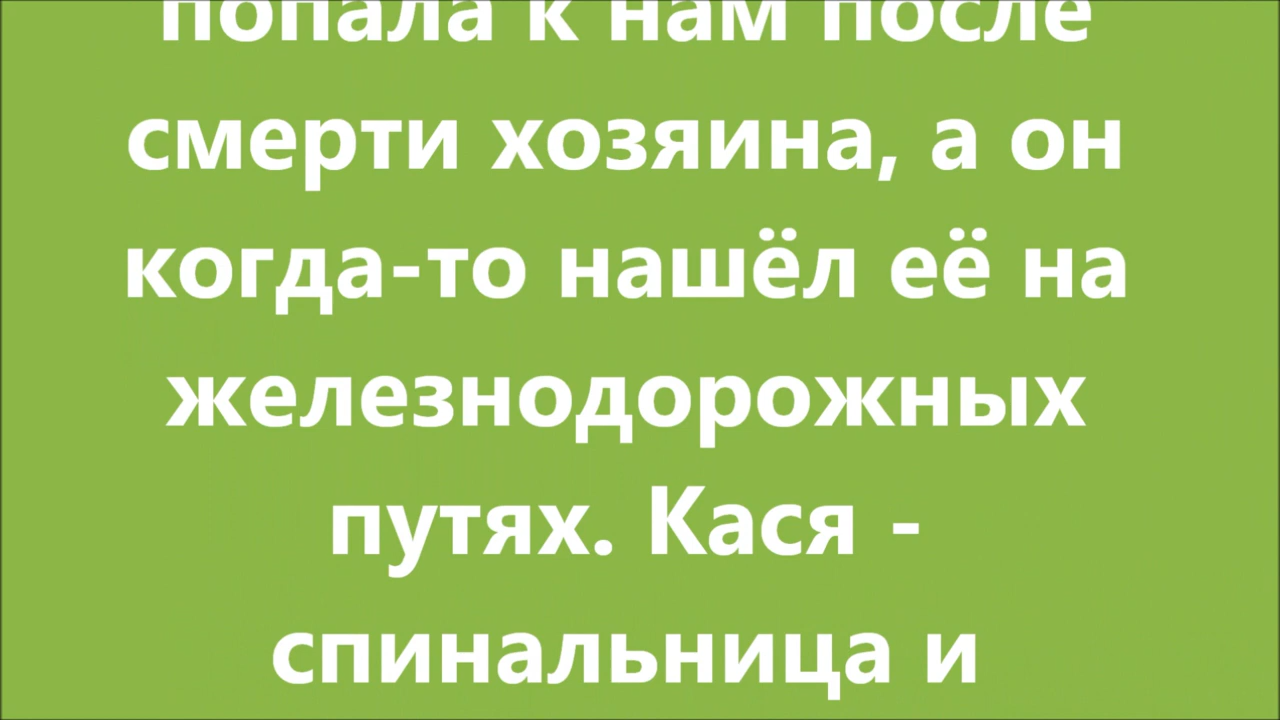 попала к нам после
смерти хозяина, а он
когда-то нашёл её на
железнодорожных
путях. Кася -
спинальница и